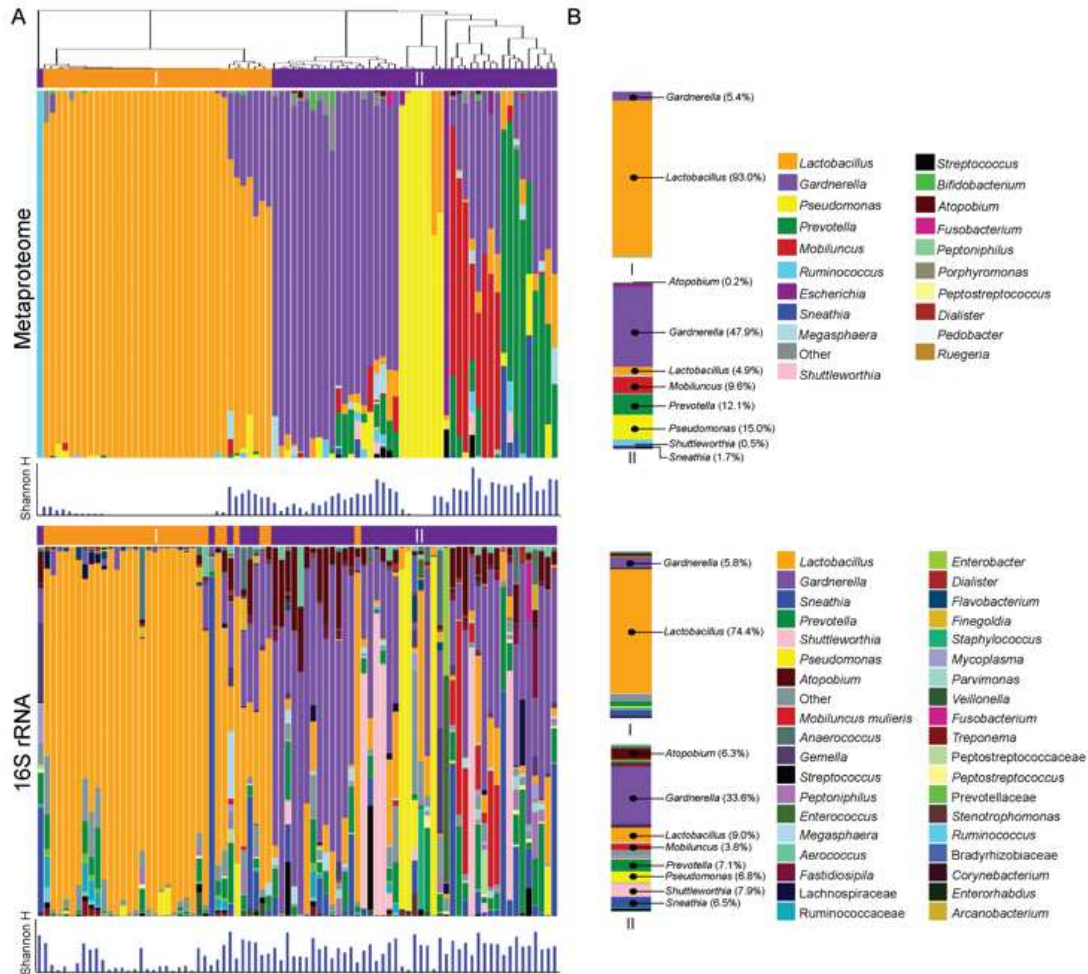 A
B
I
II
Metaproteome
Shannon H
I
II
16S rRNA
Shannon H
Gardnerella (5.4%)
Lactobacillus (93.0%)
I
Atopobium (0.2%)
Gardnerella (47.9%)
Lactobacillus (4.9%)
Mobiluncus (9.6%)
Prevotella (12.1%)
Pseudomonas (15.0%)
Shuttleworthia (0.5%)
Sneathia (1.7%)
II
Lactobacillus
Gardnerella
Pseudomonas
Prevotella
Mobiluncus
Ruminococcus
Escherichia
Sneathia
Megasphaera
Other
Shuttleworthia
Streptococcus
Bifidobacterium
Atopobium
Fusobacterium
Peptoniphilus
Porphyromonas
Peptostreptococcus
Dialister
Pedobacter
Ruegeria
Gardnerella (5.8%)
Lactobacillus (74.4%)
I
Atopobium (6.3%)
Gardnerella (33.6%)
Lactobacillus (9.0%)
Mobiluncus (3.8%)
Prevotella (7.1%)
Pseudomonas (6.8%)
Shuttleworthia (7.9%)
Sneathia (6.5%)
II
Lactobacillus
Gardnerella
Sneathia
Prevotella
Shuttleworthia
Pseudomonas
Atopobium
Other
Mobiluncus mulieris
Anaerococcus
Gemella
Streptococcus
Peptoniphilus
Enterococcus
Megasphaera
Aerococcus
Fastidiosipila
Lachnospiraceae
Ruminococcaceae
Enterobacter
Dialister
Flavobacterium
Finegoldia
Staphylococcus
Mycoplasma
Parvimonas
Veillonella
Fusobacterium
Treponema
Peptostreptococcaceae
Peptostreptococcus
Prevotellaceae
Stenotrophomonas
Ruminococcus
Bradyrhizobiaceae
Corynebacterium
Enterorhabdus
Arcanobacterium